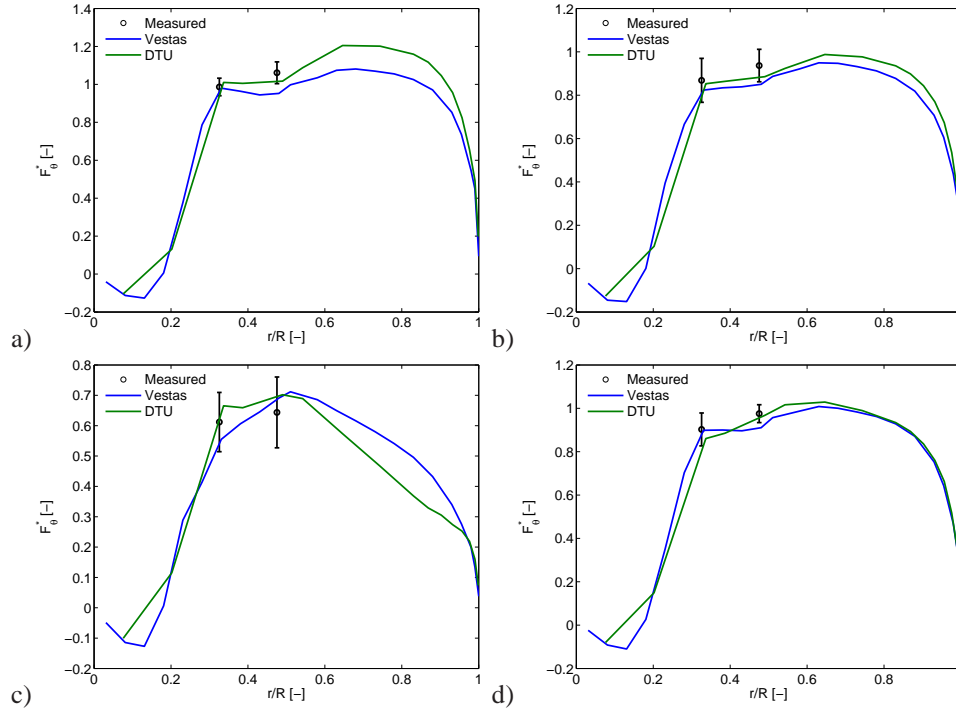 1.4
1.2
1
0.8
0.6
0.4
0.2
0
−0.2
F*θ [−]
0 0.2 0.4 0.6 0.8 1
r/R [−]
Measured
Vestas
DTU
a)
1.2
1
0.8
0.6
0.4
0.2
0
−0.2
F*θ [−]
0 0.2 0.4 0.6 0.8
r/R [−]
Measured
Vestas
DTU
b)
0.8
0.7
0.6
0.5
0.4
0.3
0.2
0.1
0
−0.1
−0.2
F*θ [−]
0 0.2 0.4 0.6 0.8 1
r/R [−]
Measured
Vestas
DTU
c)
1.2
1
0.8
0.6
0.4
0.2
0
−0.2
F*θ [−]
0 0.2 0.4 0.6 0.8
r/R [−]
Measured
Vestas
DTU
d)